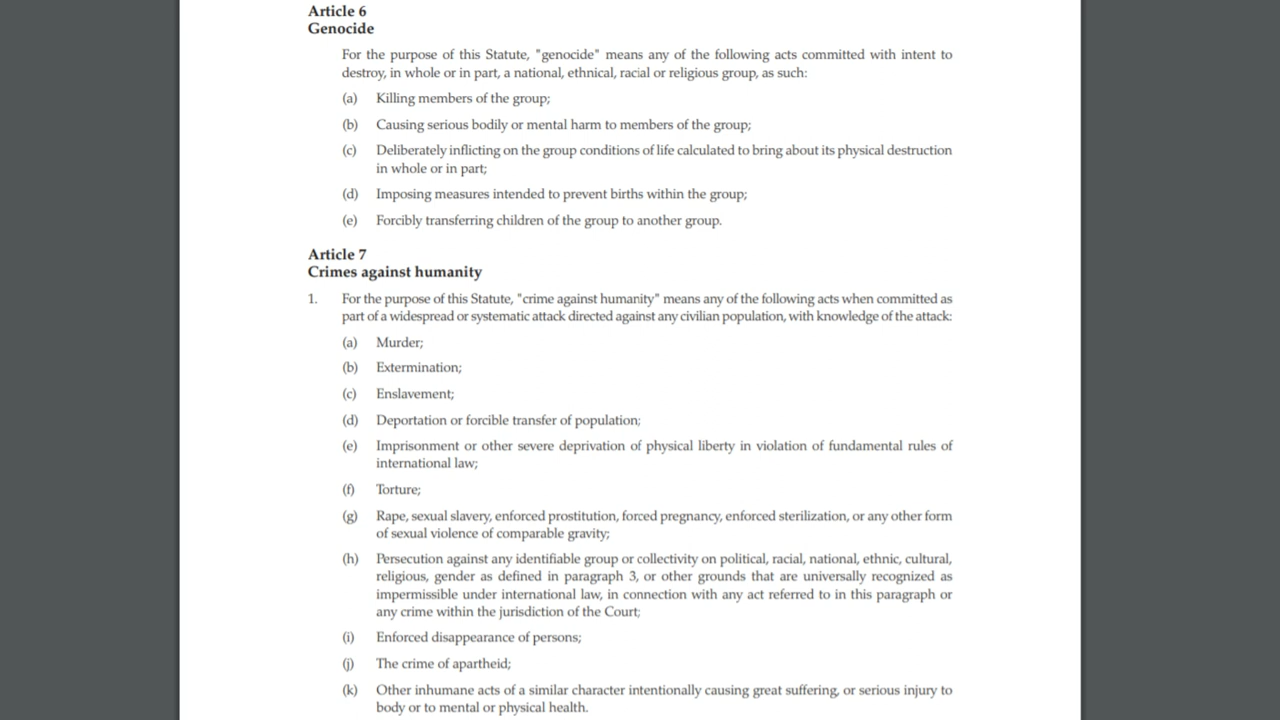 Article 6
Genocide
For the purpose of this Statute, "genocide" means any of the following acts committed with intent to
destroy, in whole or in part, a national, ethnical, racial or religious group, as such:
(a) Killing members of the group;
(b) Causing serious bodily or mental harm to members of the group;
(c) Deliberately inflicting on the group conditions of life calculated to bring about its physical destruction
in whole or in part;
(d) Imposing measures intended to prevent births within the group;
(e) Forcibly transferring children of the group to another group.
Article 7
Crimes against humanity
1. For the purpose of this Statute, "crime against humanity" means any of the following acts when committed as
part of a widespread or systematic attack directed against any civilian population, with knowledge of the attack:
(a) Murder;
(b) Extermination;
(c) Enslavement;
(d) Deportation or forcible transfer of population;
(e) Imprisonment or other severe deprivation of physical liberty in violation of fundamental rules of
international law;
(f) Torture;
(g) Rape, sexual slavery, enforced prostitution, forced pregnancy, enforced sterilization, or any other form
of sexual violence of comparable gravity;
(h) Persecution against any identifiable group or collectivity on political, racial, national, ethnic, cultural,
religious, gender as defined in paragraph 3, or other grounds that are universally recognized as
impermissible under international law, in connection with any act referred to in this paragraph or
any crime within the jurisdiction of the Court;
(i) Enforced disappearance of persons;
(j) The crime of apartheid;
(k) Other inhumane acts of a similar character intentionally causing great suffering, or serious injury to
body or to mental or physical health.